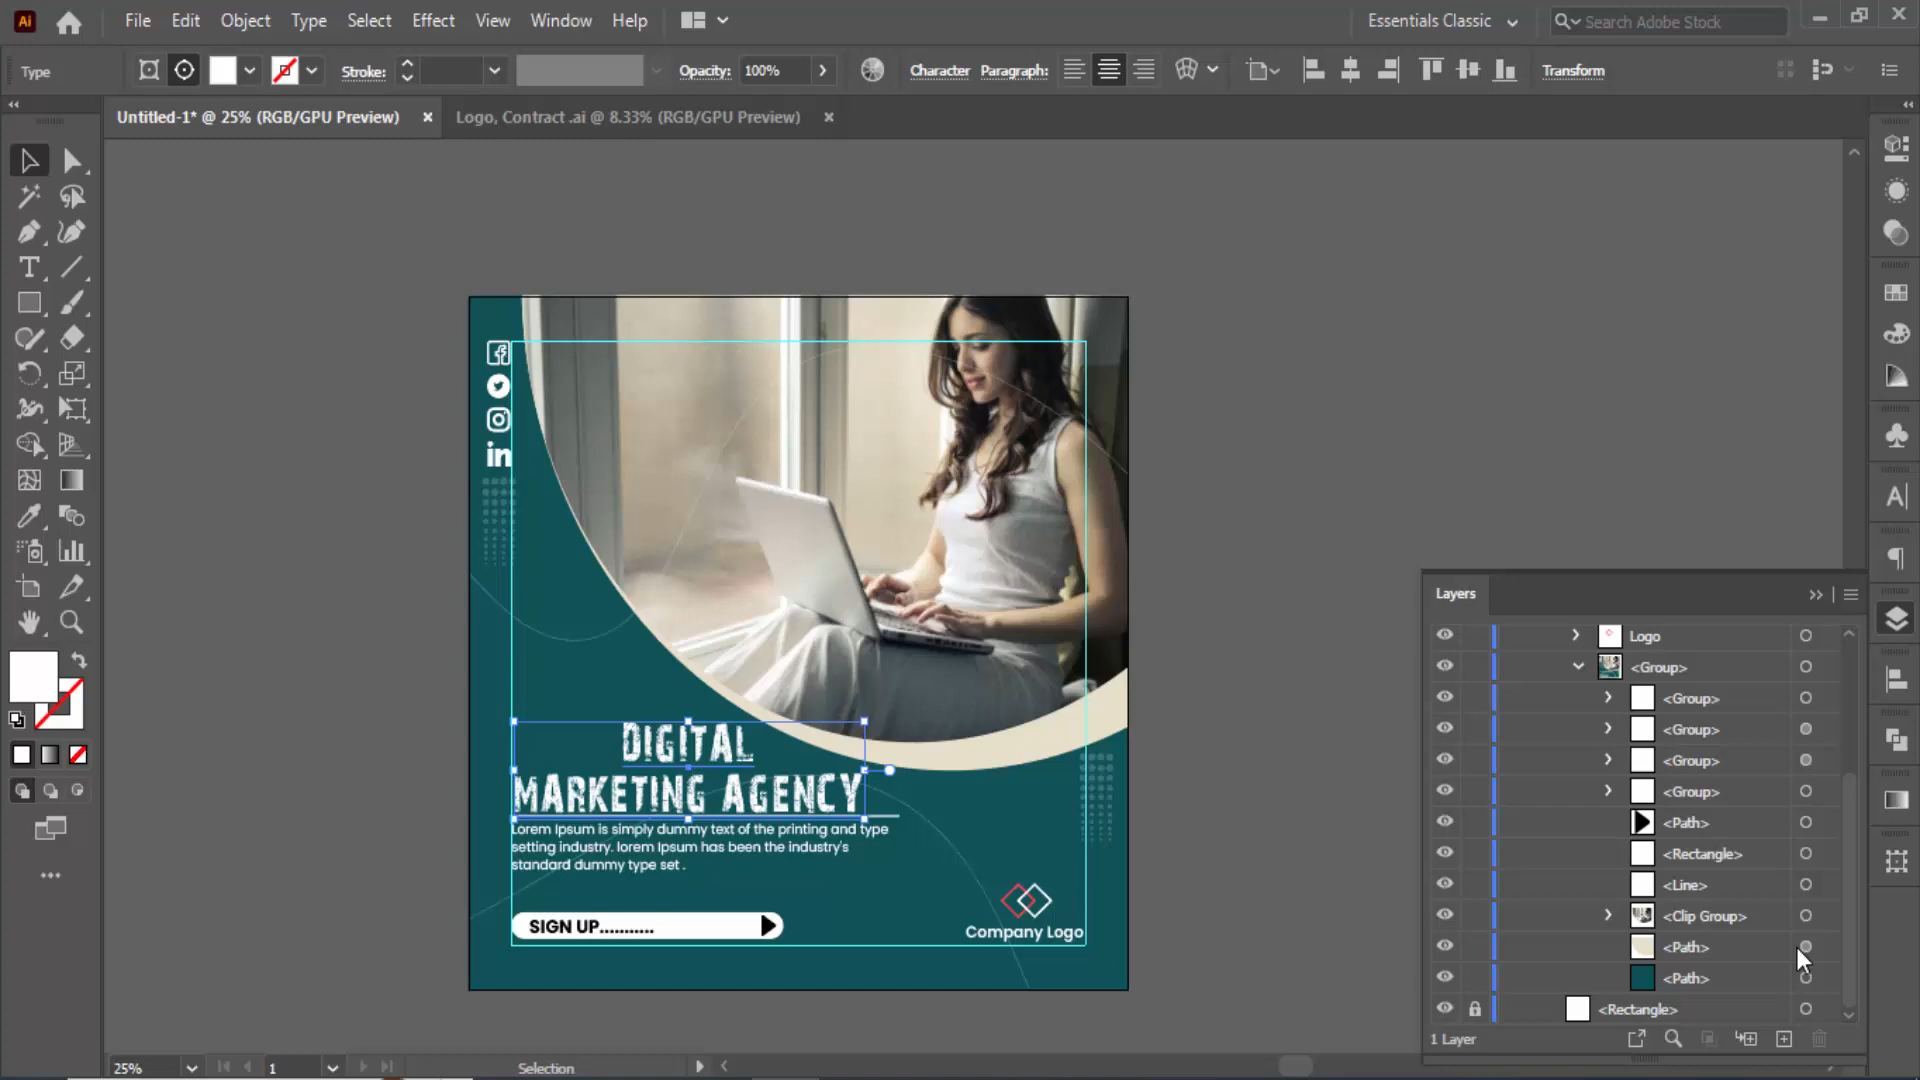 Ai File Edit Object Type Select Effect View Window Help Essentials Classic Search Adobe Stock
Type Stroke: Opacity: 100% Character Paragraph: Transform
Untitled-1* @ 25% (RGB/GPU Preview) × Logo, Contract .ai @ 8.33% (RGB/GPU Preview) ×
in
DIGITAL
MARKETING AGENCY
Lorem Ipsum is simply dummy text of the printing and type
setting industry. lorem Ipsum has been the industry's
standard dummy type set .
SIGN UP...........
Company Logo
Layers
Logo
<Group>
<Group>
<Group>
<Group>
<Group>
<Path>
<Rectangle>
<Line>
<Clip Group>
<Path>
<Path>
<Rectangle>
1 Layer
25% 1 Selection